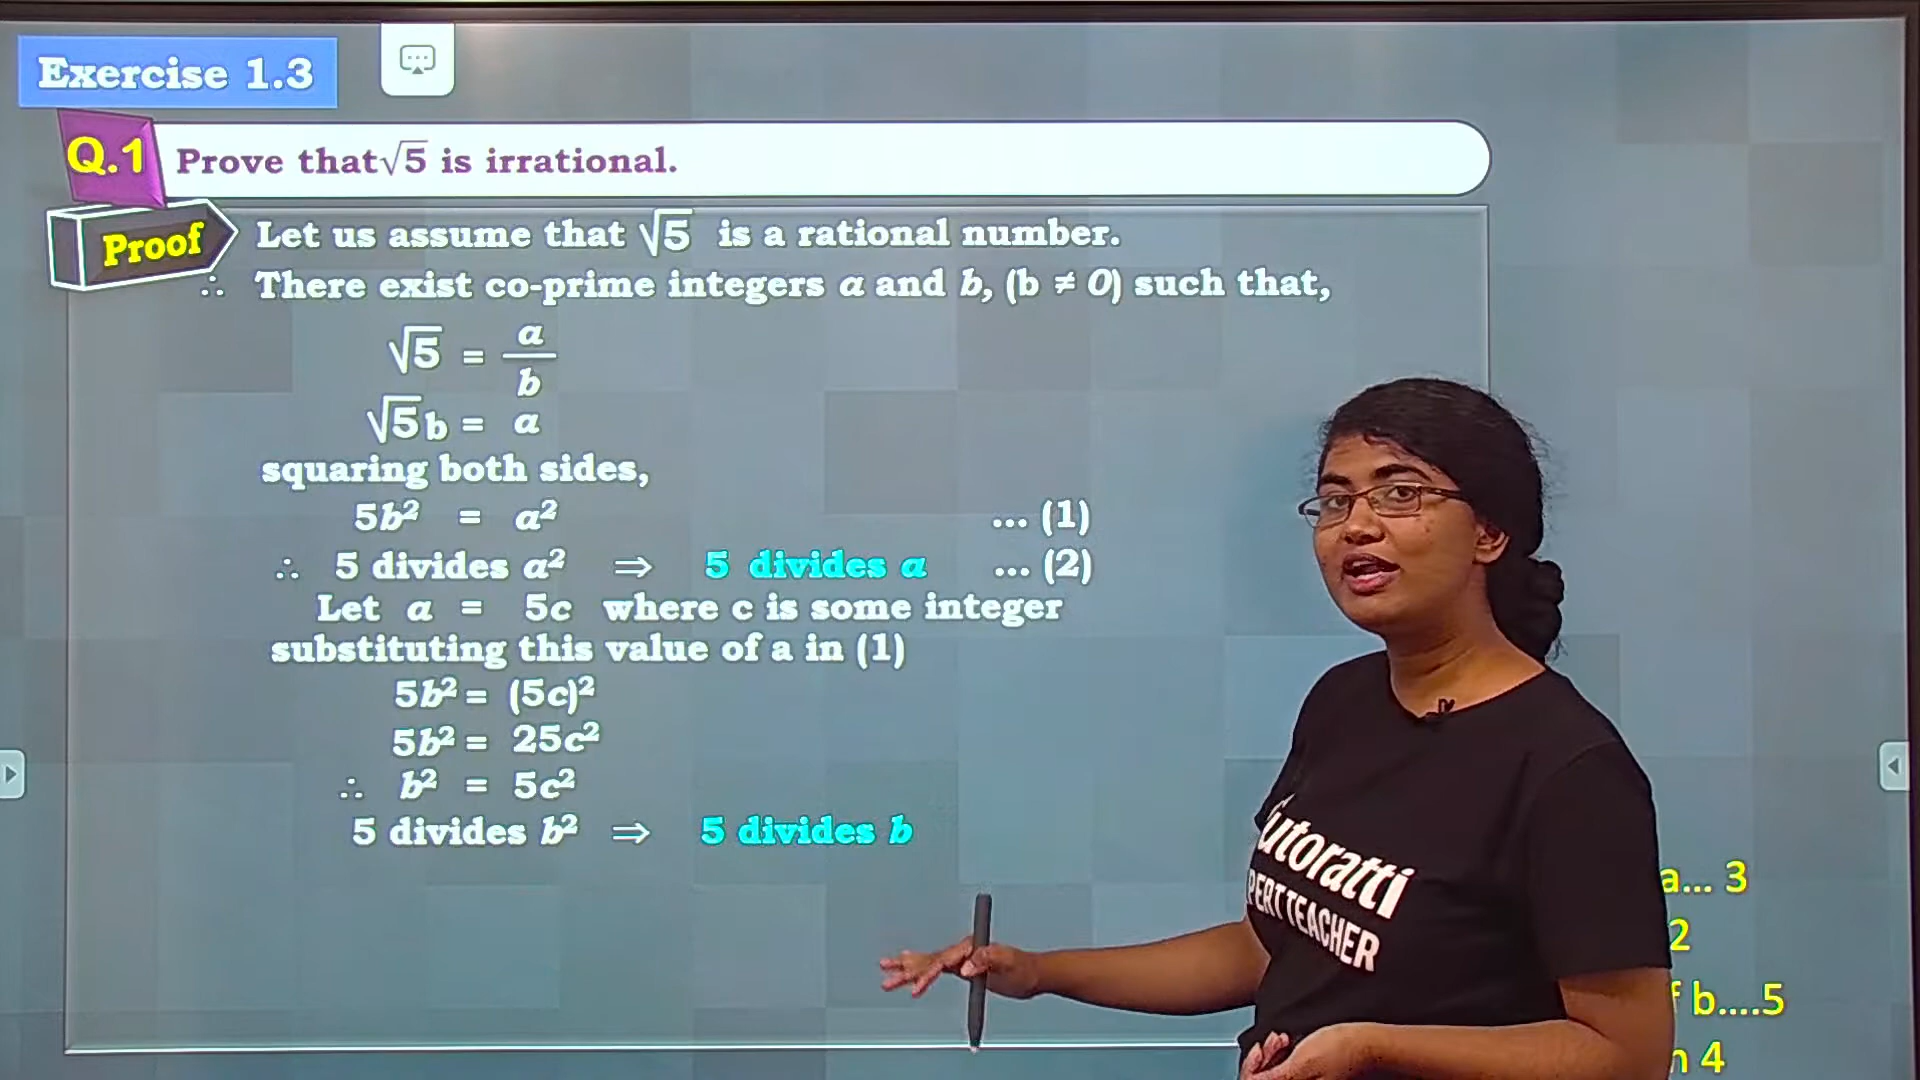 Exercise 1.3
Q.1 Prove that √5 is irrational.
Proof Let us assume that √5 is a rational number.
∴ There exist co-prime integers a and b, (b ≠ 0) such that,
√5 = a/b
√5 b = a
squaring both sides,
5b² = a² ... (1)
∴ 5 divides a² ⇒ 5 divides a ... (2)
Let a = 5c where c is some integer
substituting this value of a in (1)
5b² = (5c)²
5b² = 25c²
∴ b² = 5c²
5 divides b² ⇒ 5 divides b
utoratti
PERT TEACHER
a... 3
2
b....5
4